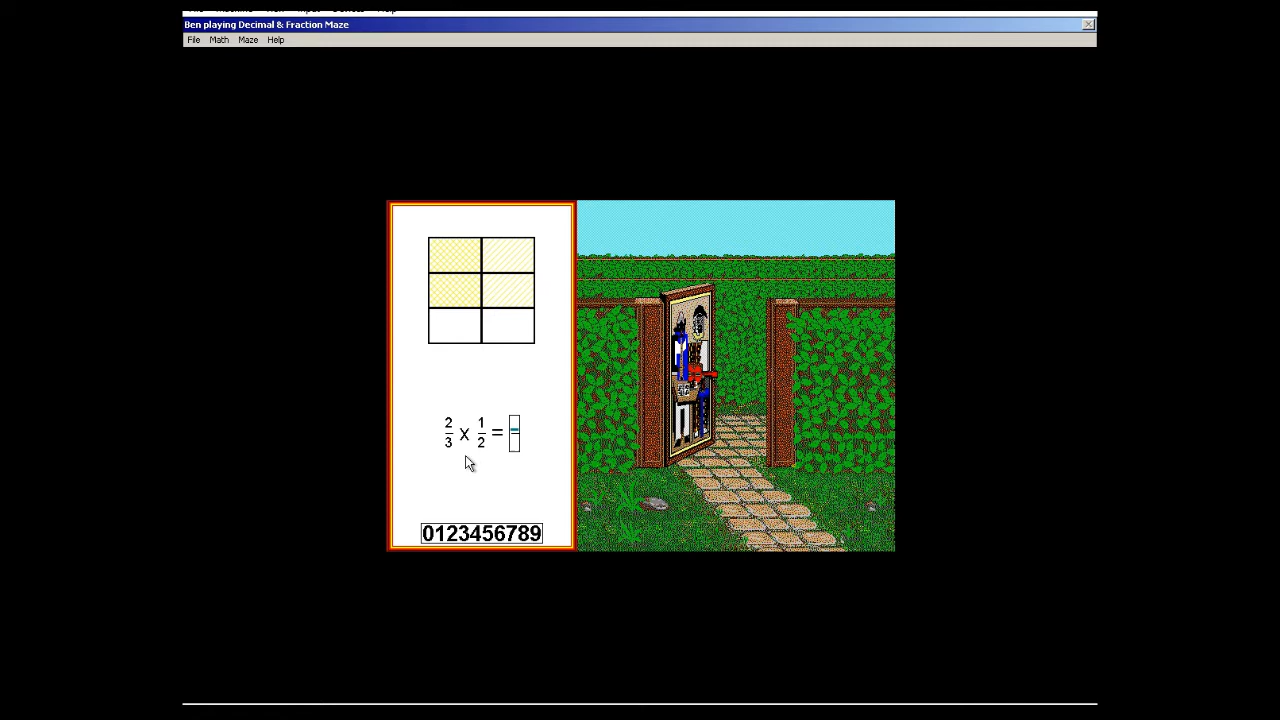 Ben playing Decimal & Fraction Maze
File Math Maze Help
2/3 x 1/2 =
0123456789